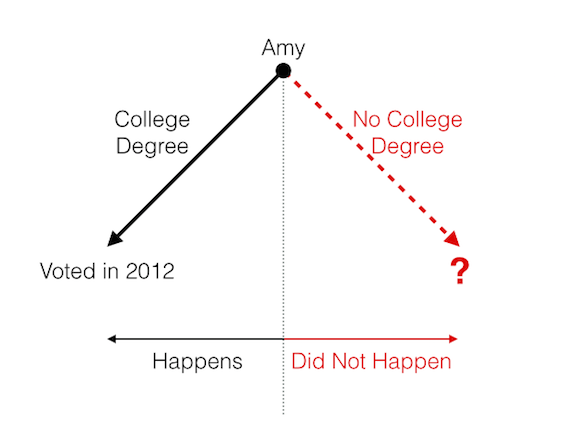 Amy
College
Degree
No College
Degree
Voted in 2012
?
Happens
Did Not Happen